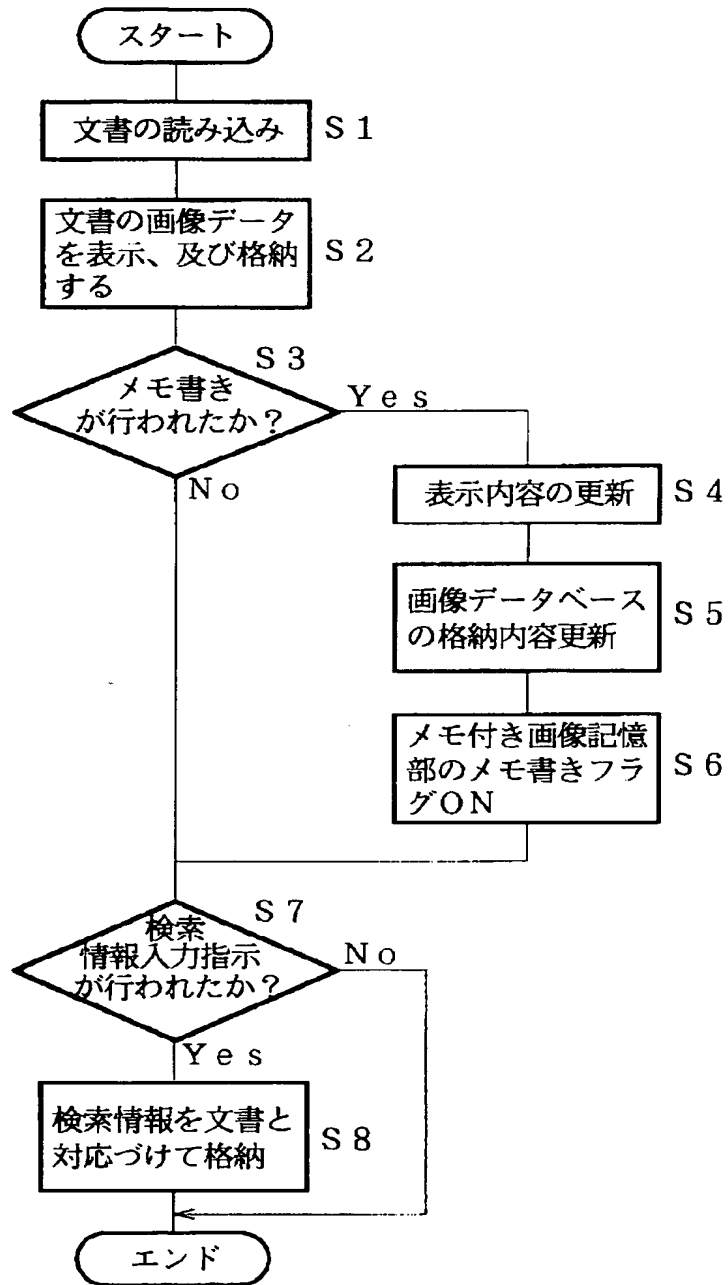 スタート
文書の読み込み
S1
文書の画像データ
を表示、及び格納
する
S2
S3
メモ書き
が行われたか？
Yes
No
表示内容の更新
S4
画像データベース
の格納内容更新
S5
メモ付き画像記憶
部のメモ書きフラ
グON
S6
S7
検索
情報入力指示
が行われたか？
No
Yes
検索情報を文書と
対応づけて格納
S8
エンド